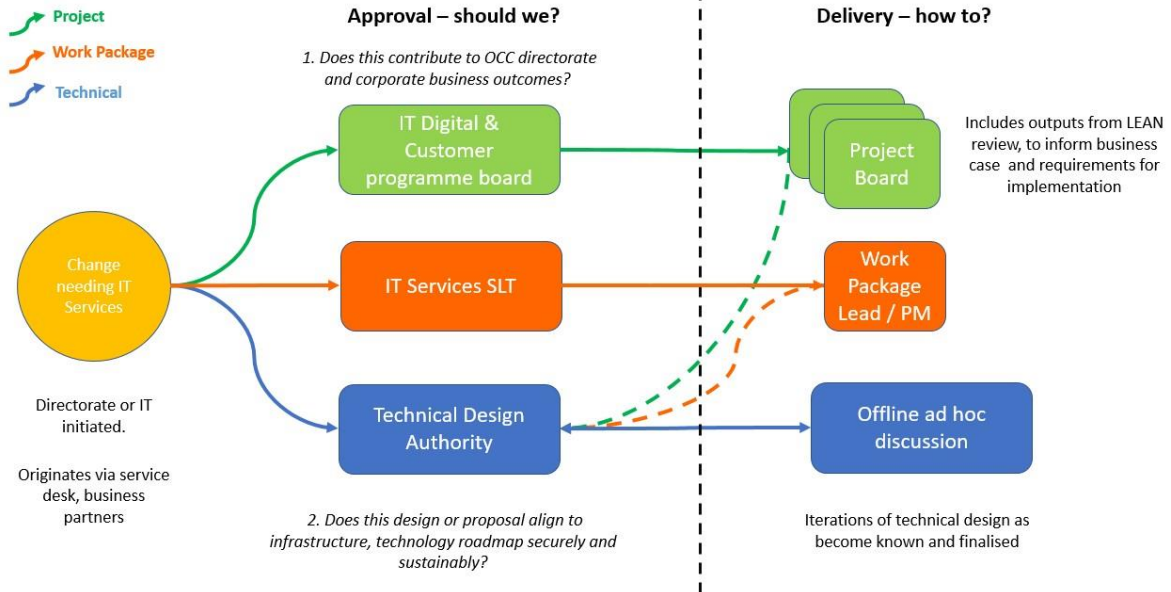 Project
Work Package
Technical
Approval – should we?
Delivery – how to?
1. Does this contribute to OCC directorate
and corporate business outcomes?
IT Digital &
Customer
programme board
Project
Board
Includes outputs from LEAN
review, to inform business
case and requirements for
implementation
Change
needing IT
Services
IT Services SLT
Work
Package
Lead / PM
Directorate or IT
initiated.
Originates via service
desk, business
partners
Technical Design
Authority
Offline ad hoc
discussion
2. Does this design or proposal align to
infrastructure, technology roadmap securely and
sustainably?
Iterations of technical design as
become known and finalised